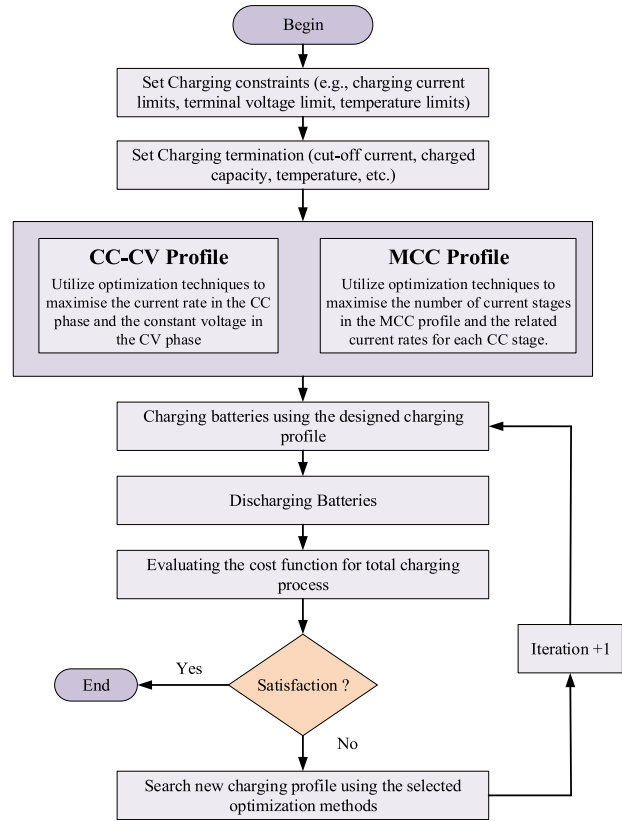 Begin
Set Charging constraints (e.g., charging current
limits, terminal voltage limit, temperature limits)
Set Charging termination (cut-off current, charged
capacity, temperature, etc.)
CC-CV Profile
Utilize optimization techniques to
maximise the current rate in the CC
phase and the constant voltage in
the CV phase
MCC Profile
Utilize optimization techniques to
maximise the number of current stages
in the MCC profile and the related
current rates for each CC stage.
Charging batteries using the designed charging
profile
Discharging Batteries
Evaluating the cost function for total charging
process
Iteration +1
Yes
End
Satisfaction ?
No
Search new charging profile using the selected
optimization methods